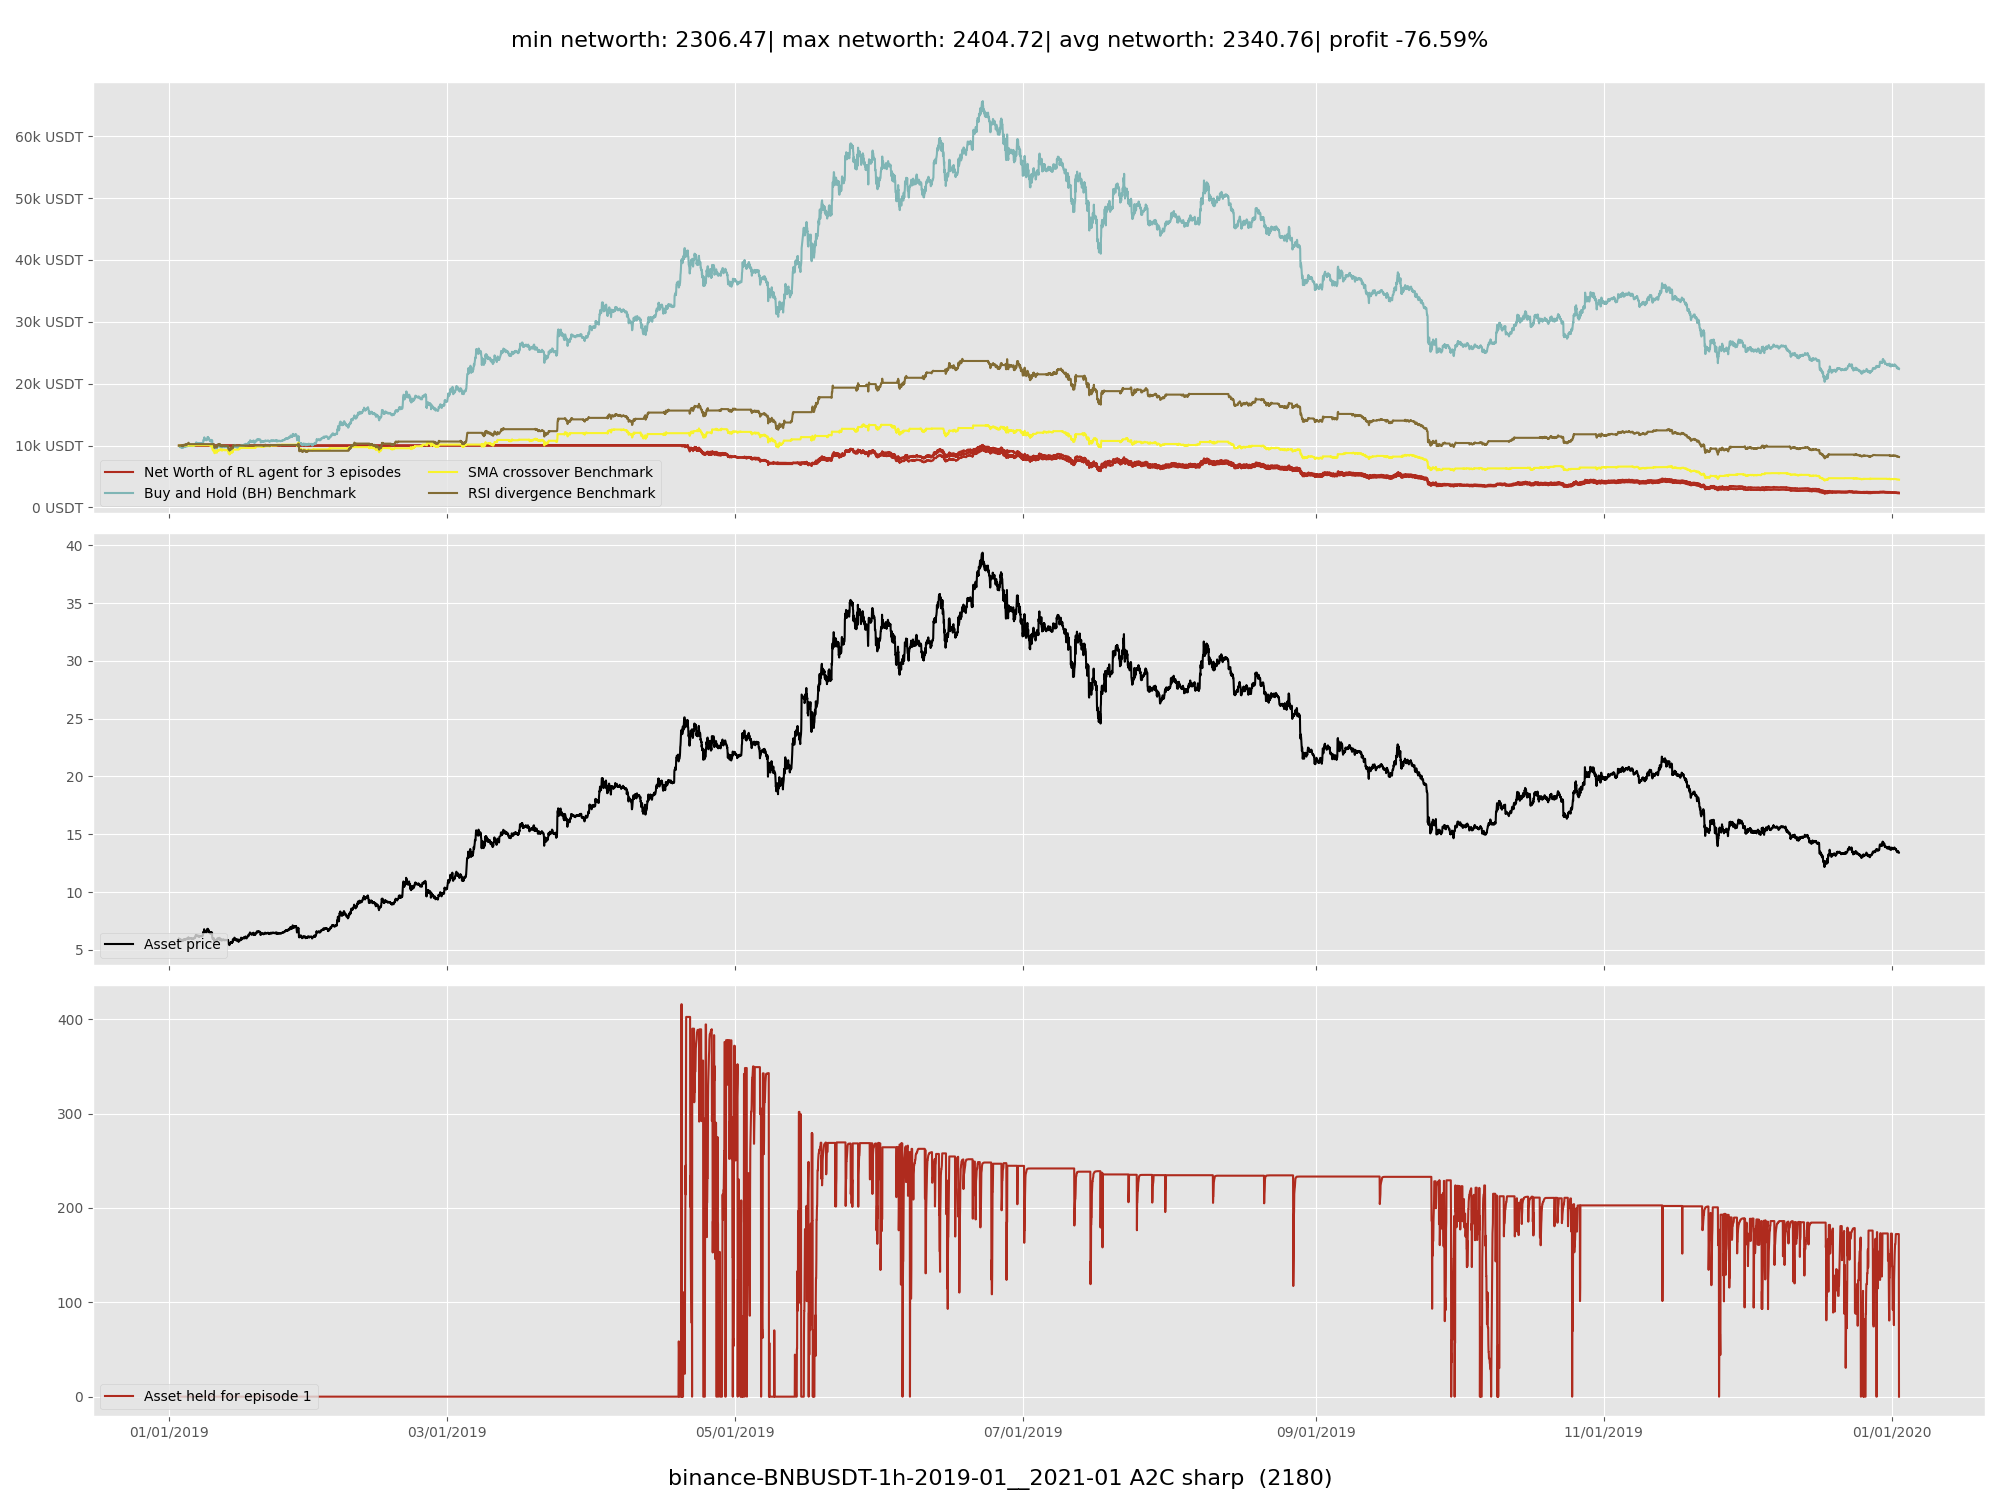 min networth: 2306.47| max networth: 2404.72| avg networth: 2340.76| profit -76.59%
60k USDT
50k USDT
40k USDT
30k USDT
20k USDT
10k USDT
0 USDT
Net Worth of RL agent for 3 episodes
Buy and Hold (BH) Benchmark
SMA crossover Benchmark
RSI divergence Benchmark
40
35
30
25
20
15
10
5
Asset price
400
300
200
100
0
Asset held for episode 1
01/01/2019 03/01/2019 05/01/2019 07/01/2019 09/01/2019 11/01/2019 01/01/2020
binance-BNBUSDT-1h-2019-01__2021-01 A2C sharp (2180)